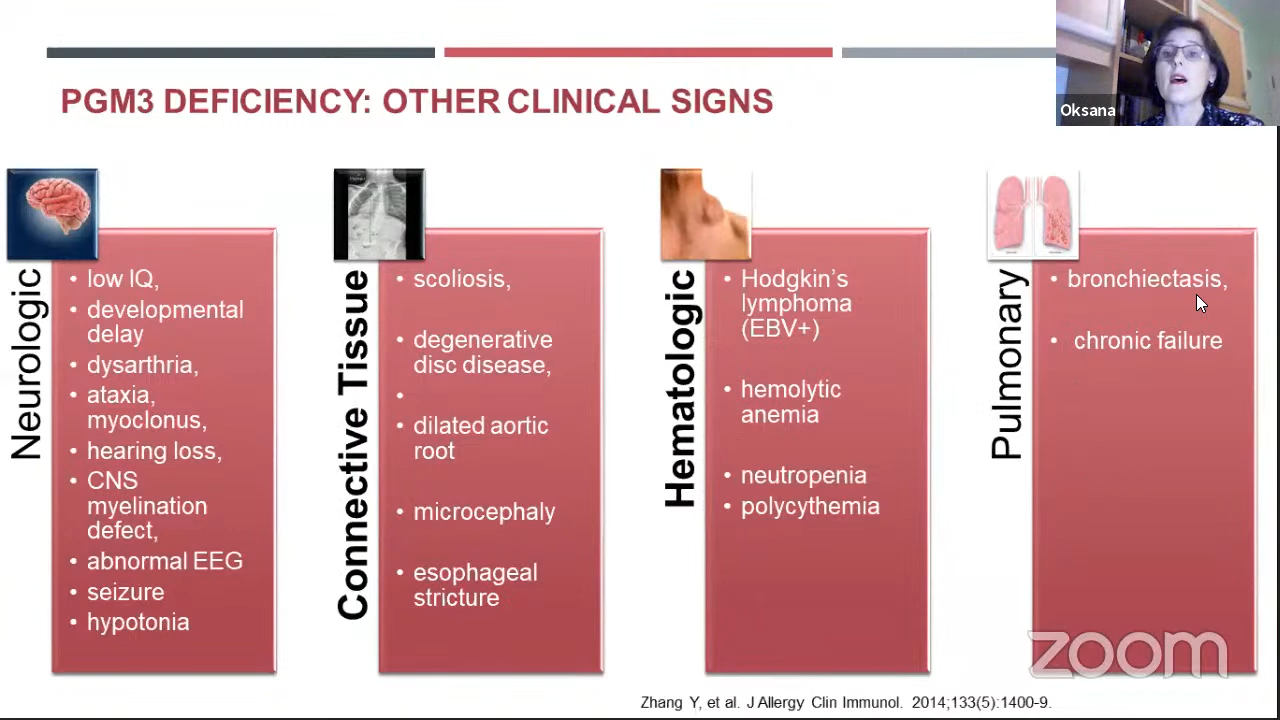 Oksana
PGM3 DEFICIENCY: OTHER CLINICAL SIGNS
Neurologic
• low IQ,
• developmental
delay
• dysarthria,
• ataxia,
myoclonus,
• hearing loss,
• CNS
myelination
defect,
• abnormal EEG
• seizure
• hypotonia
Connective Tissue
• scoliosis,
• degenerative
disc disease,
•
• dilated aortic
root
• microcephaly
• esophageal
stricture
Hematologic
• Hodgkin’s
lymphoma
(EBV+)
• hemolytic
anemia
• neutropenia
• polycythemia
Pulmonary
• bronchiectasis,
• chronic failure
zoom
Zhang Y, et al. J Allergy Clin Immunol. 2014;133(5):1400-9.